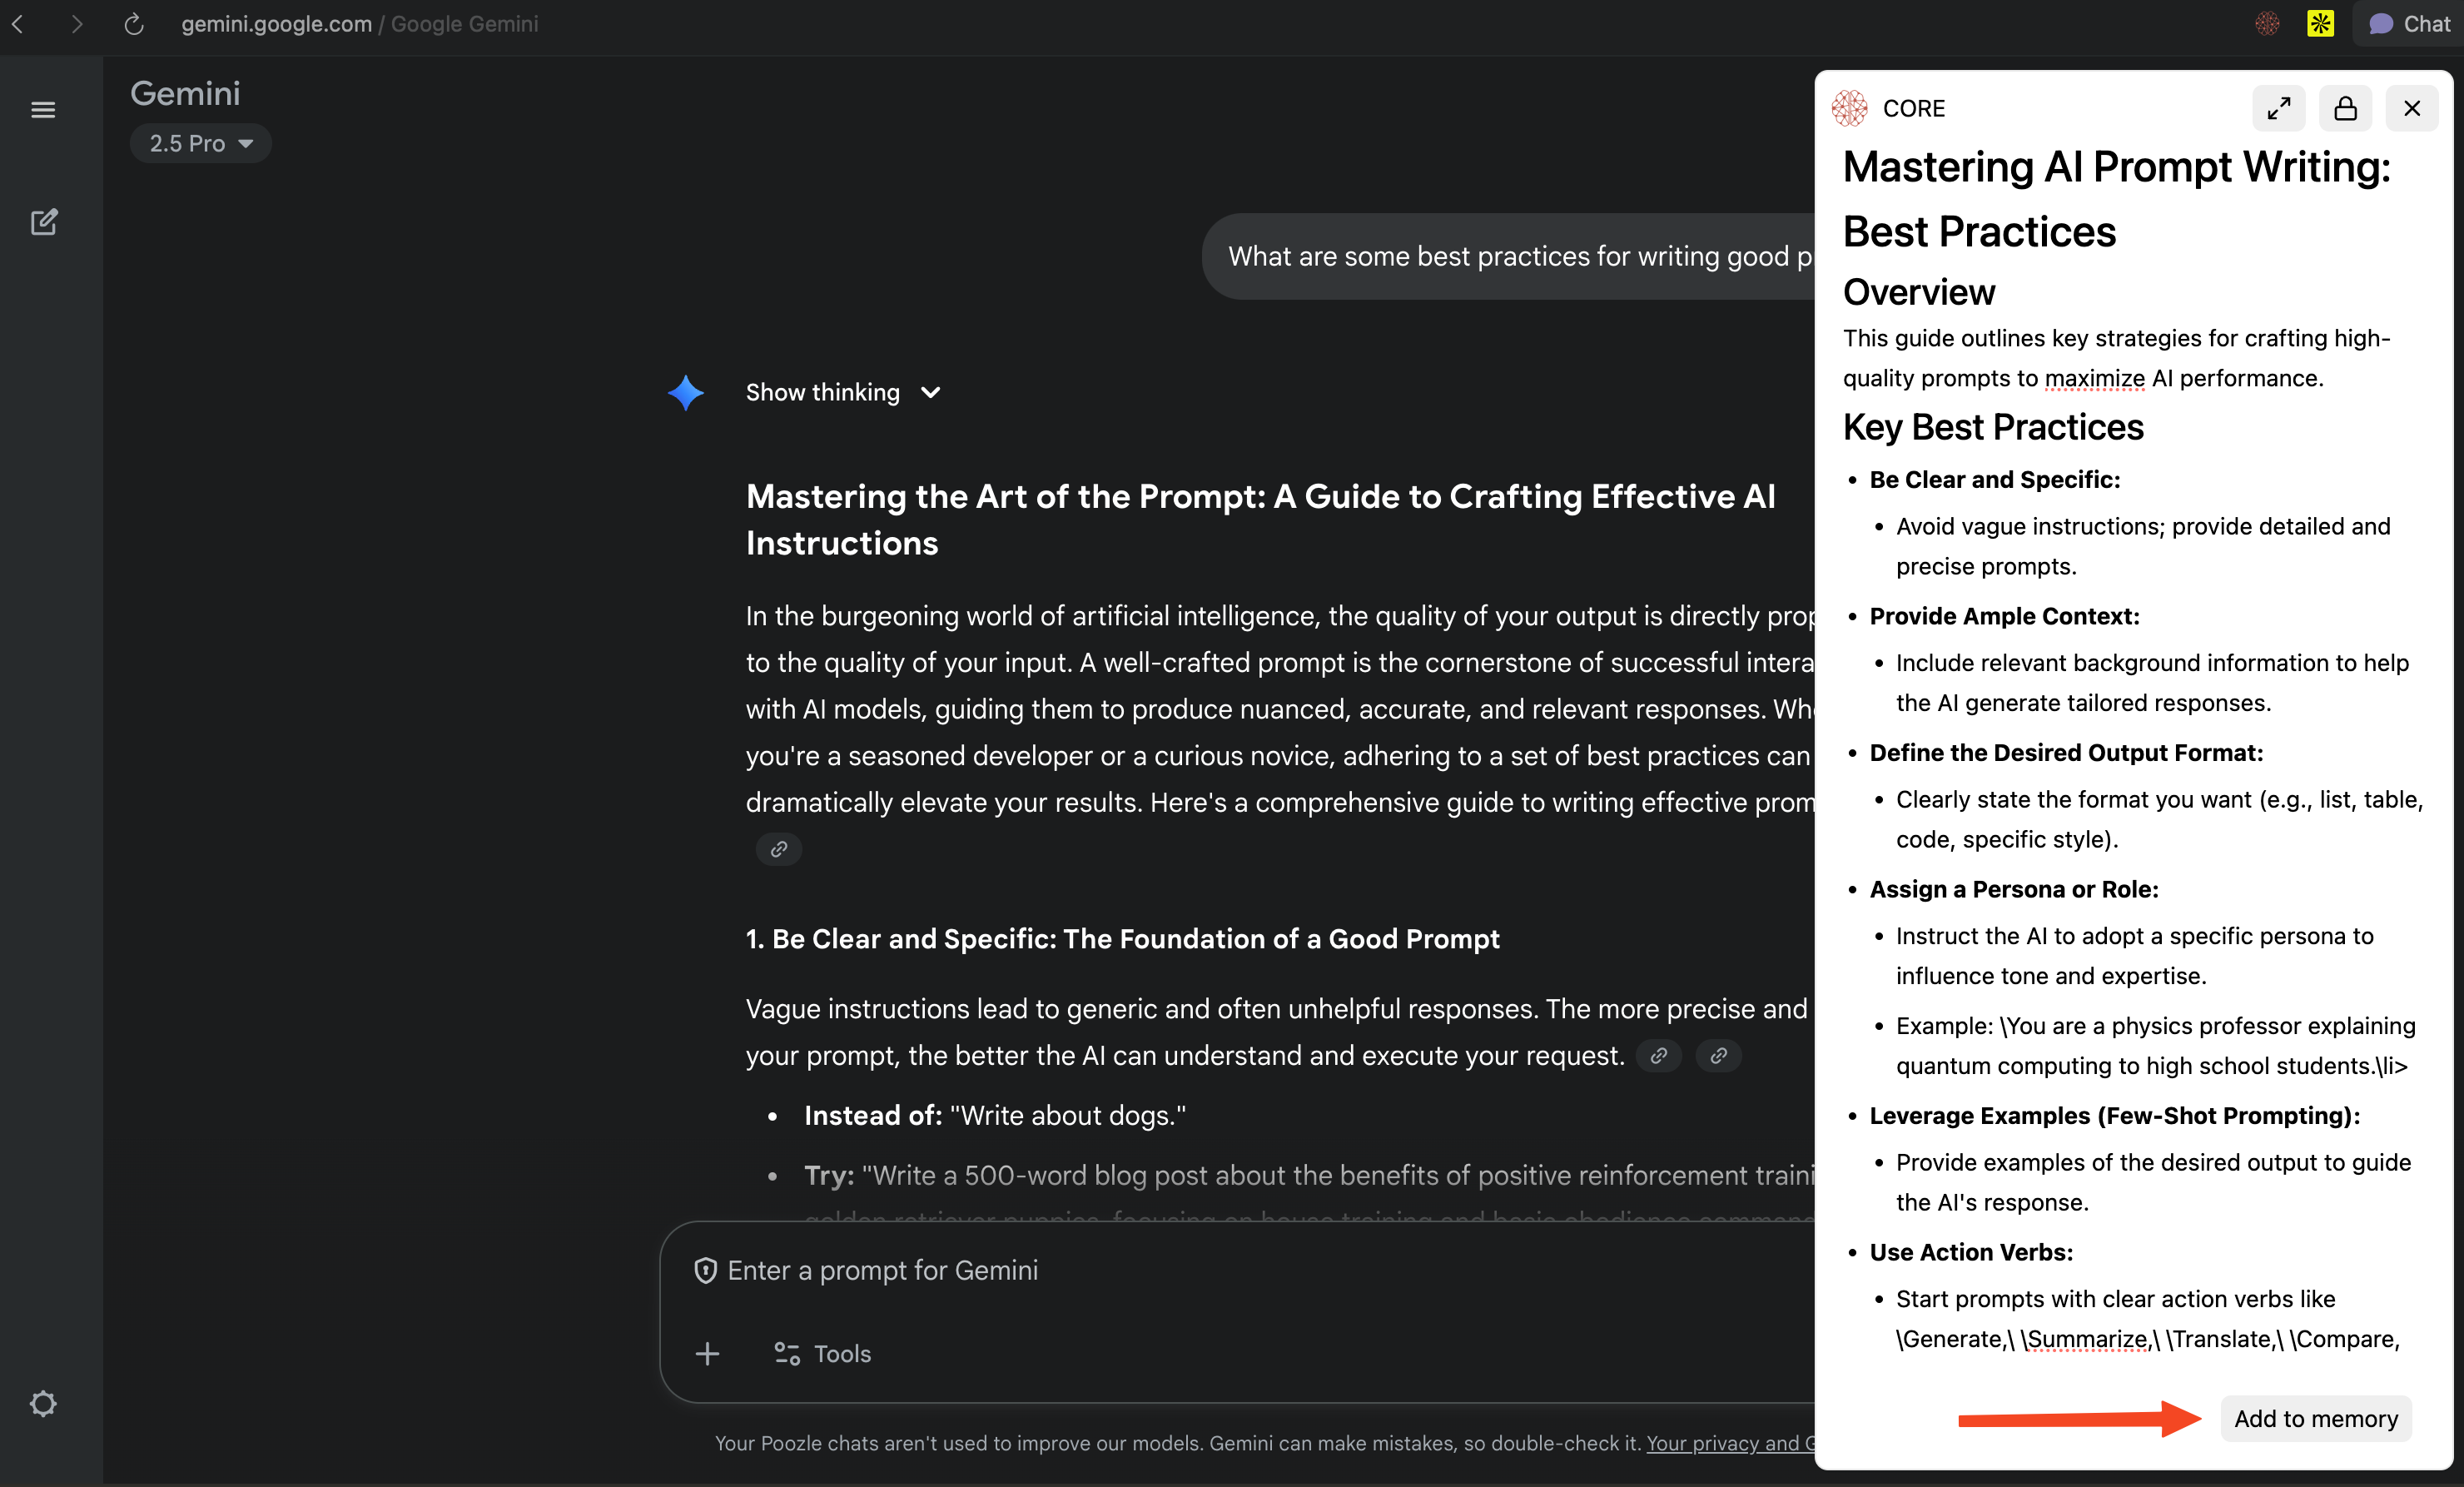 gemini.google.com / Google Gemini
Chat
Gemini
2.5 Pro
What are some best practices for writing good p
Show thinking
Mastering the Art of the Prompt: A Guide to Crafting Effective AI
Instructions
In the burgeoning world of artificial intelligence, the quality of your output is directly prop
to the quality of your input. A well-crafted prompt is the cornerstone of successful intera
with AI models, guiding them to produce nuanced, accurate, and relevant responses. Whe
you're a seasoned developer or a curious novice, adhering to a set of best practices can
dramatically elevate your results. Here's a comprehensive guide to writing effective prom
1. Be Clear and Specific: The Foundation of a Good Prompt
Vague instructions lead to generic and often unhelpful responses. The more precise and
your prompt, the better the AI can understand and execute your request.
• Instead of: "Write about dogs."
• Try: "Write a 500-word blog post about the benefits of positive reinforcement traini
golden retriever puppies, focusing on house training and basic obedience command
Enter a prompt for Gemini
Tools
Your Poozle chats aren't used to improve our models. Gemini can make mistakes, so double-check it. Your privacy and G
CORE
Mastering AI Prompt Writing:
Best Practices
Overview
This guide outlines key strategies for crafting high-
quality prompts to maximize AI performance.
Key Best Practices
• Be Clear and Specific:
• Avoid vague instructions; provide detailed and
precise prompts.
• Provide Ample Context:
• Include relevant background information to help
the AI generate tailored responses.
• Define the Desired Output Format:
• Clearly state the format you want (e.g., list, table,
code, specific style).
• Assign a Persona or Role:
• Instruct the AI to adopt a specific persona to
influence tone and expertise.
• Example: \You are a physics professor explaining
quantum computing to high school students.\li>
• Leverage Examples (Few-Shot Prompting):
• Provide examples of the desired output to guide
the AI's response.
• Use Action Verbs:
• Start prompts with clear action verbs like
\Generate,\ \Summarize,\ \Translate,\ \Compare,
Add to memory